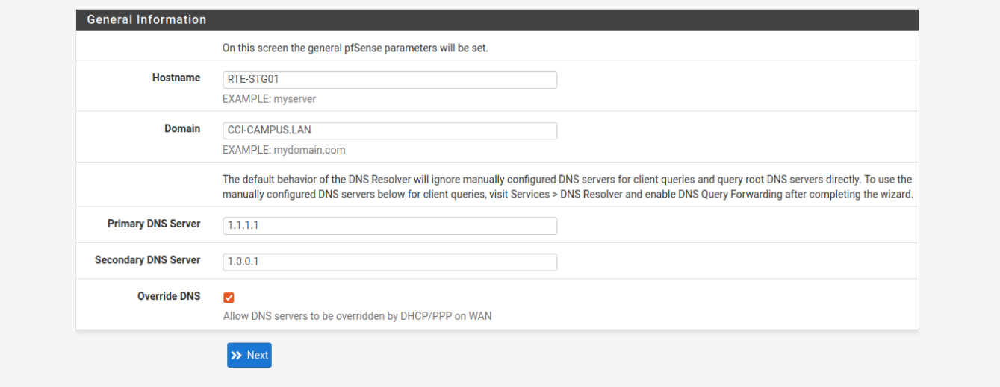 General Information
On this screen the general pfSense parameters will be set.
Hostname
RTE-STG01
EXAMPLE: myserver
Domain
CCI-CAMPUS.LAN
EXAMPLE: mydomain.com
The default behavior of the DNS Resolver will ignore manually configured DNS servers for client queries and query root DNS servers directly. To use the
manually configured DNS servers below for client queries, visit Services > DNS Resolver and enable DNS Query Forwarding after completing the wizard.
Primary DNS Server
1.1.1.1
Secondary DNS Server
1.0.0.1
Override DNS
Allow DNS servers to be overridden by DHCP/PPP on WAN
Next